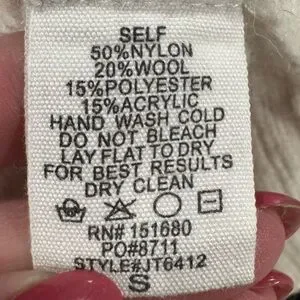 SELF
50%NYLON
20%WOOL
15%POLYESTER
15%ACRYLIC
HAND WASH COLD
DO NOT BLEACH
LAY FLAT TO DRY
FOR BEST RESULTS
DRY CLEAN
RN# 151680
PO#8711
STYLE#JT6412
S